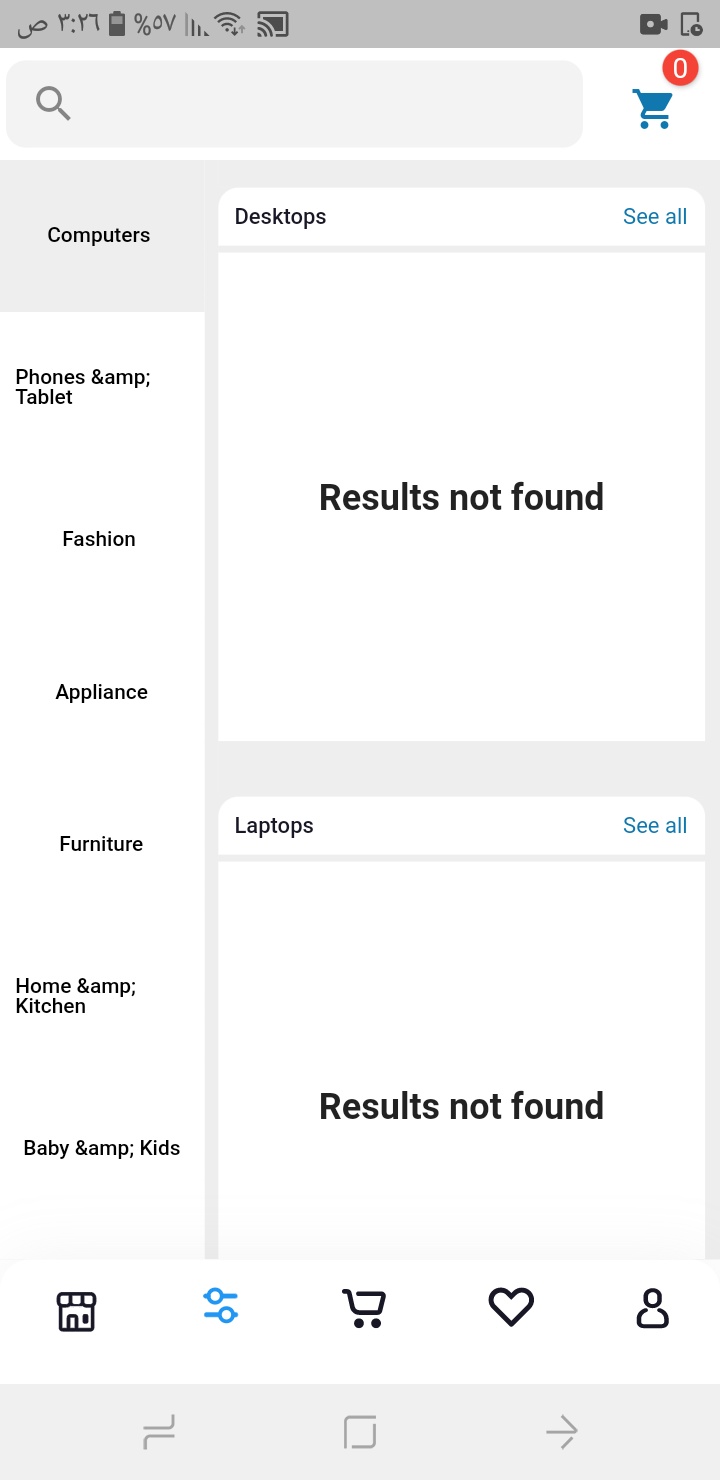 ص ٣:٢٦ %٥٧
0
Computers
Phones &amp;
Tablet
Fashion
Appliance
Furniture
Home &amp;
Kitchen
Baby &amp; Kids
Desktops See all
Results not found
Laptops See all
Results not found